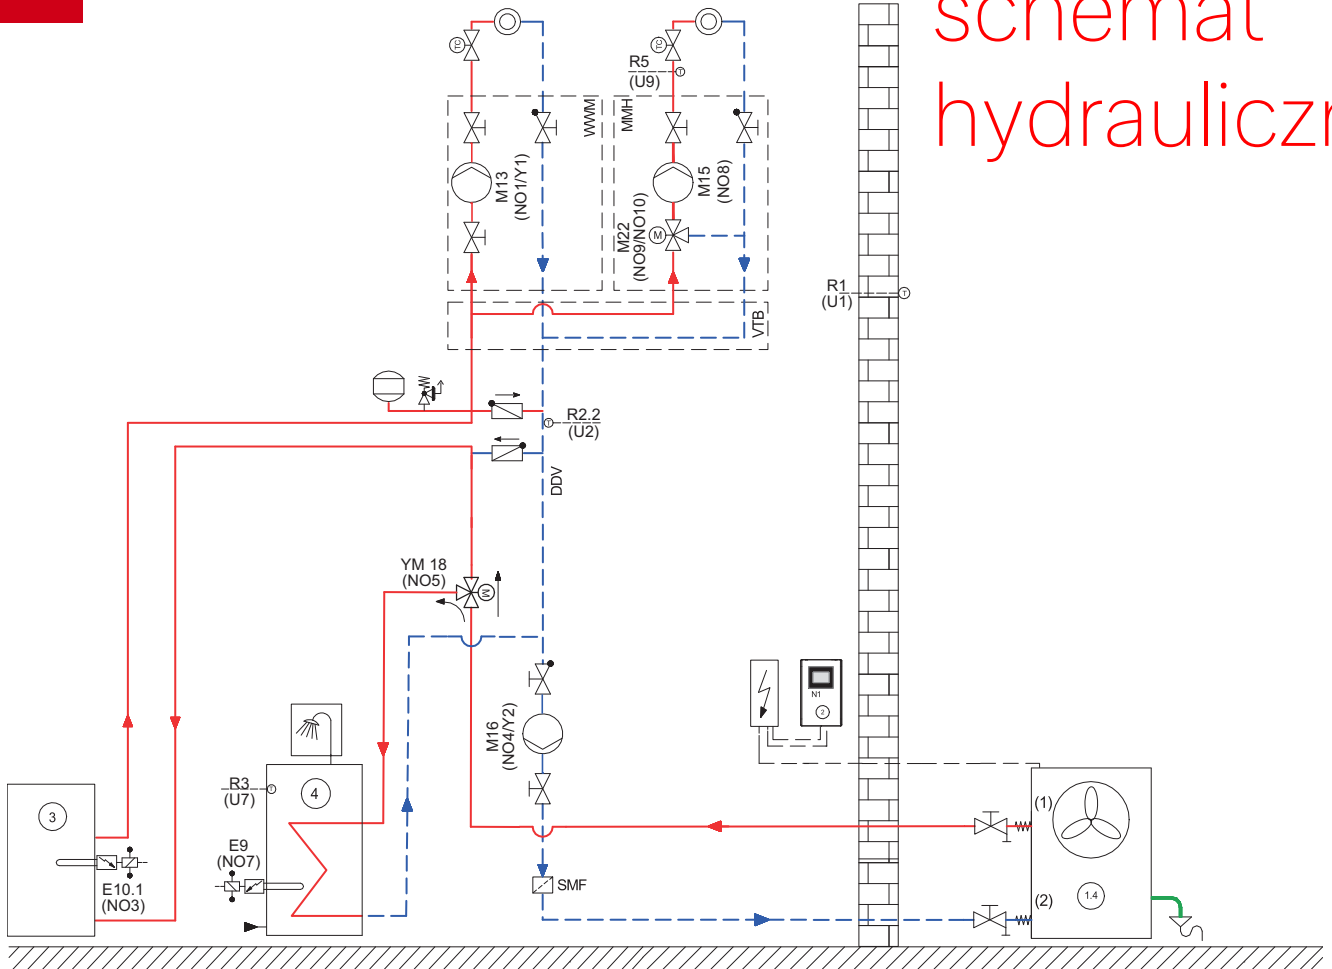 schemat
TC
TC
R5
(U9)
WWM
MMH
M13
(NO1/Y1)
M15
(NO8)
M22
(NO9/NO10)
M
T
R1
(U1)
T
VTB
R2.2
(U2)
T
DDV
YM 18
(NO5)
M
M16
(NO4/Y2)
N1
2
R3
(U7)
T
4
3
(1)
E9
(NO7)
E10.1
(NO3)
SMF
1.4
(2)